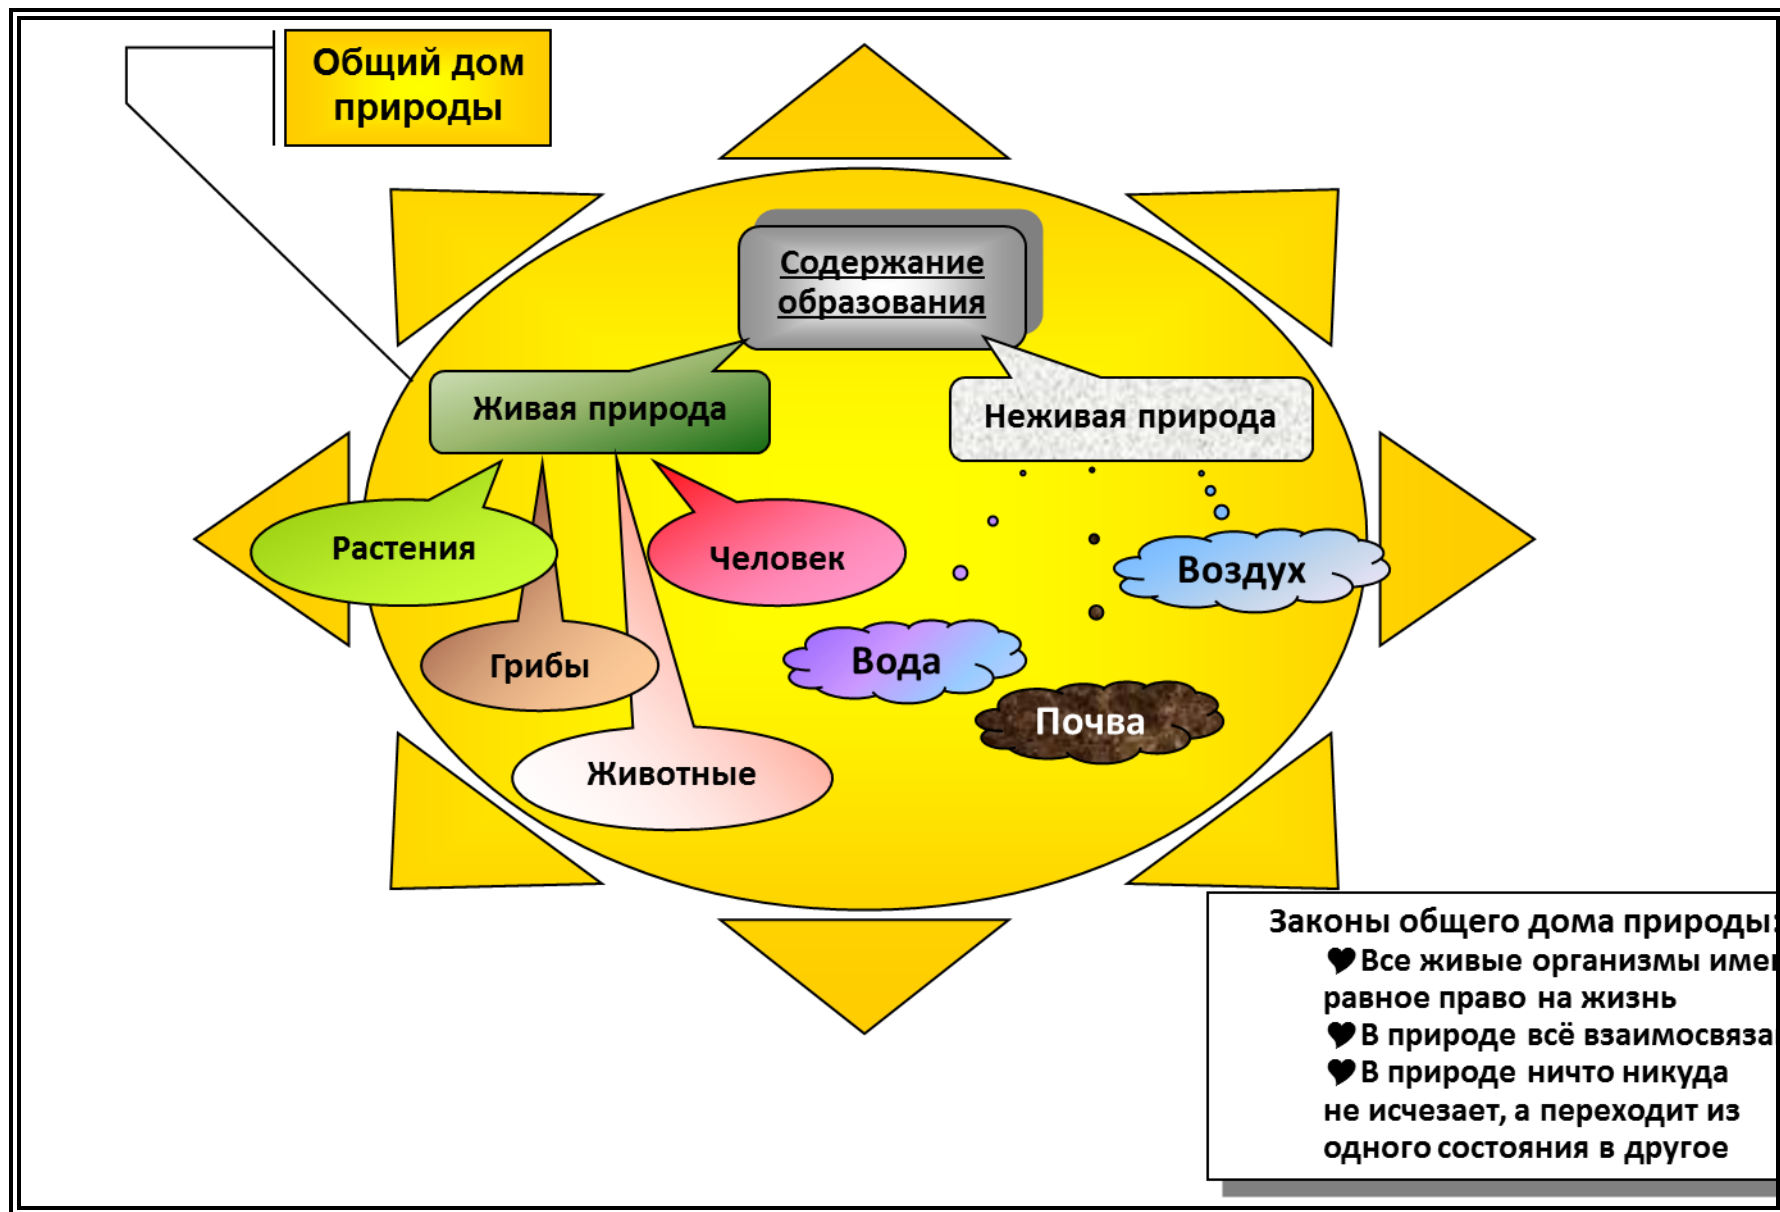 Общий дом
природы
Содержание
образования
Живая природа
Неживая природа
Растения
Человек
Воздух
Грибы
Вода
Почва
Животные
Законы общего дома природы:
Все живые организмы име
равное право на жизнь
В природе всё взаимосвяза
В природе ничто никуда
не исчезает, а переходит из
одного состояния в другое